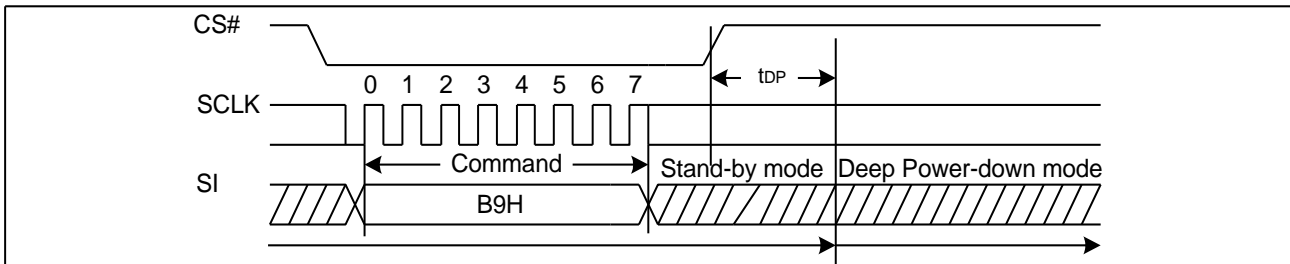 CS#
tDP
0 1 2 3 4 5 6 7
SCLK
Command
Stand-by mode Deep Power-down mode
SI
B9H